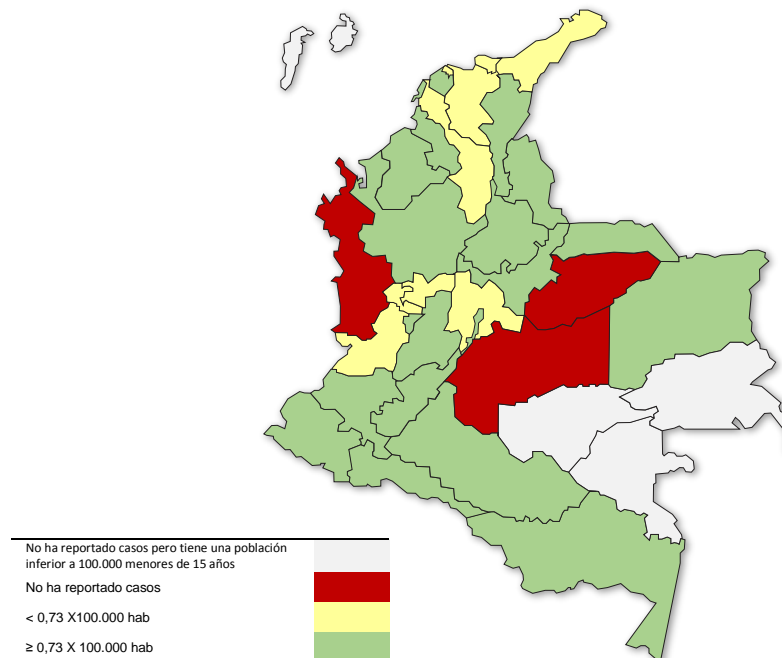 No ha reportado casos pero tiene una población
inferior a 100.000 menores de 15 años
No ha reportado casos
< 0,73 X100.000 hab
≥ 0,73 X 100.000 hab